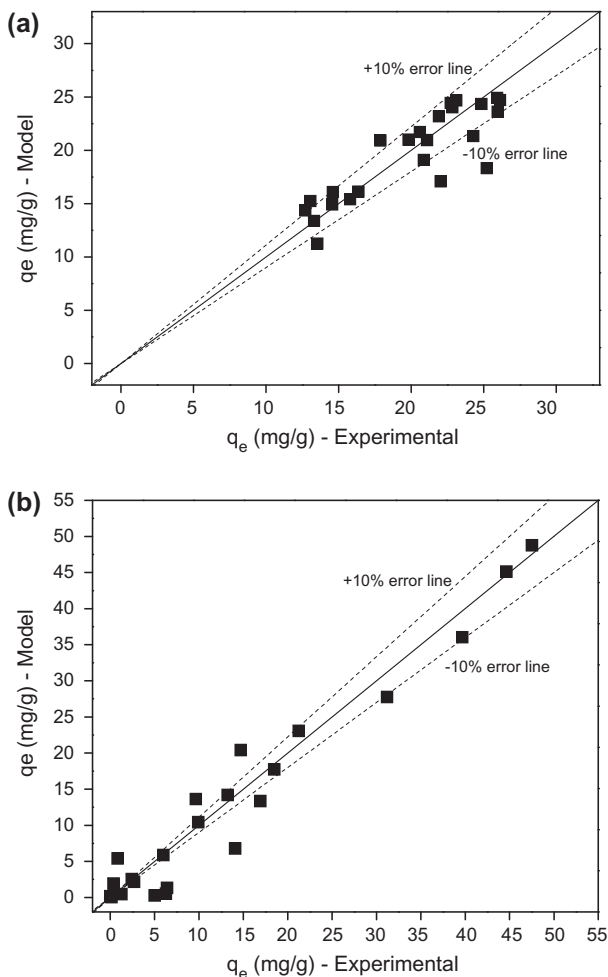 (a)
30
25
20
15
10
5
0
qe (mg/g) - Model
+10% error line
-10% error line
0 10 15 20 25 30
q_e (mg/g) - Experimental
(b)
55
50
45
40
35
30
25
20
15
10
5
0
qe (mg/g) - Model
+10% error line
-10% error line
0 5 10 15 20 25 30 35 40 45 50 55
q_e (mg/g) - Experimental